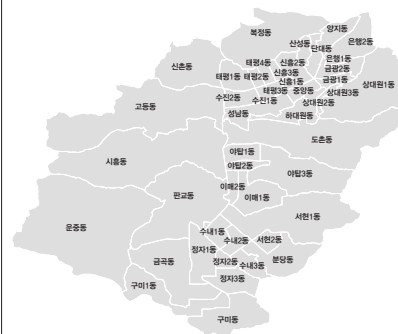 양지동
복정동
은행2동
산성동
단대동
신촌동
태평4동
신흥2동
은행1동
신흥3동
금광2동
태평1동
태평2동
신흥1동
금광1동
상대원1동
태평3동
중앙동
상대원3동
수진2동
수진1동
상대원2동
고등동
성남동
하대원동
도촌동
야탑1동
시흥동
야탑2동
야탑3동
이매2동
판교동
이매1동
서현1동
운중동
수내1동
수내2동
서현2동
정자1동
금곡동
정자2동
수내3동
분당동
정자3동
구미1동
구미동